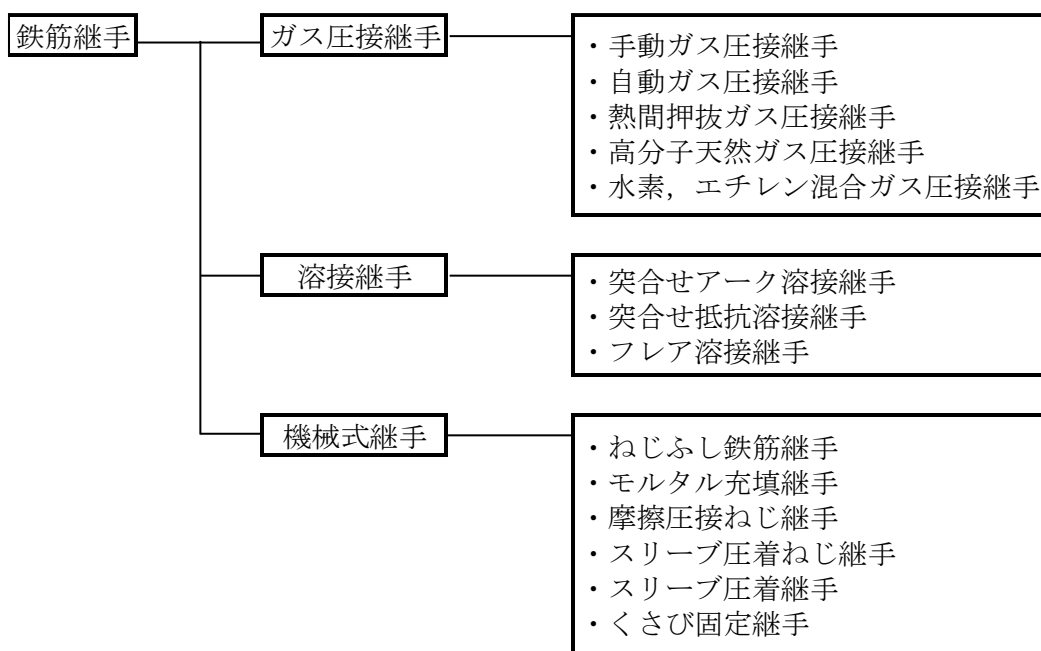 鉄筋継手
ガス圧接継手
・手動ガス圧接継手
・自動ガス圧接継手
・熱間押抜ガス圧接継手
・高分子天然ガス圧接継手
・水素，エチレン混合ガス圧接継手
溶接継手
・突合せアーク溶接継手
・突合せ抵抗溶接継手
・フレア溶接継手
機械式継手
・ねじふし鉄筋継手
・モルタル充填継手
・摩擦圧接ねじ継手
・スリーブ圧着ねじ継手
・スリーブ圧着継手
・くさび固定継手